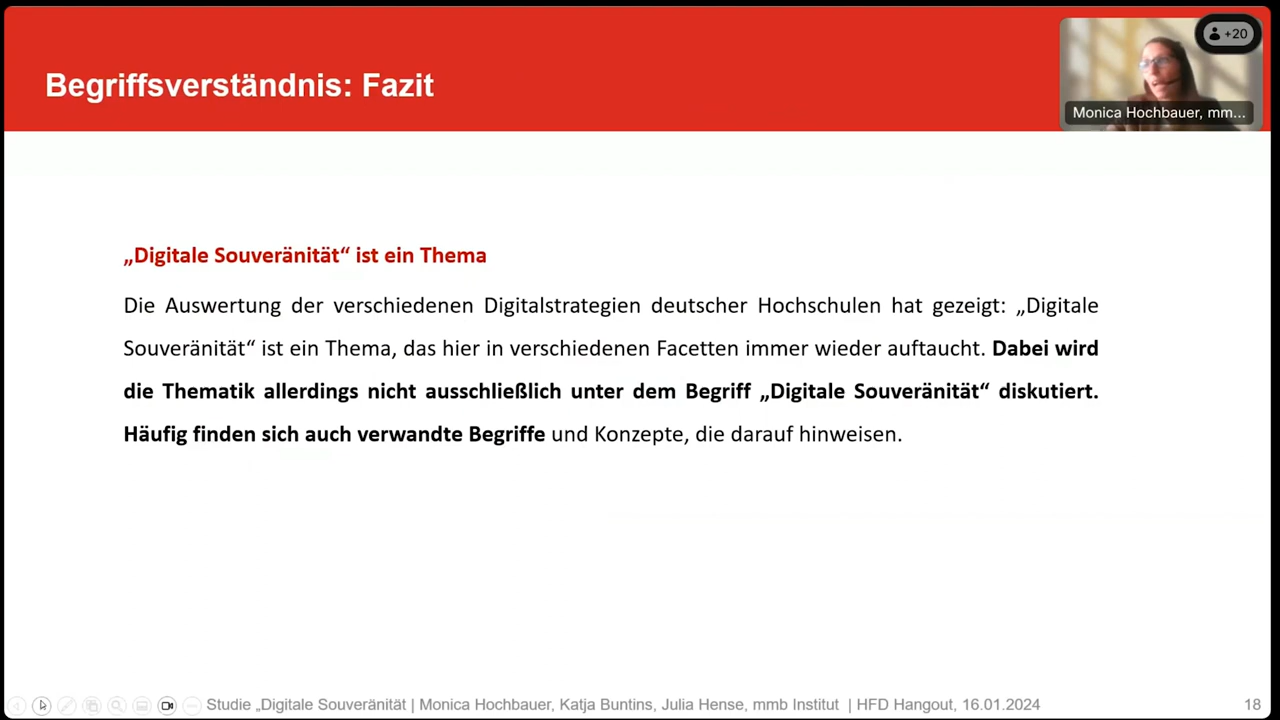 +20
Begriffsverständnis: Fazit
Monica Hochbauer, mm...
„Digitale Souveränität“ ist ein Thema
Die Auswertung der verschiedenen Digitalstrategien deutscher Hochschulen hat gezeigt: „Digitale
Souveränität“ ist ein Thema, das hier in verschiedenen Facetten immer wieder auftaucht. Dabei wird
die Thematik allerdings nicht ausschließlich unter dem Begriff „Digitale Souveränität“ diskutiert.
Häufig finden sich auch verwandte Begriffe und Konzepte, die darauf hinweisen.
Studie „Digitale Souveränität | Monica Hochbauer, Katja Buntins, Julia Hense, mmb Institut | HFD Hangout, 16.01.2024
18